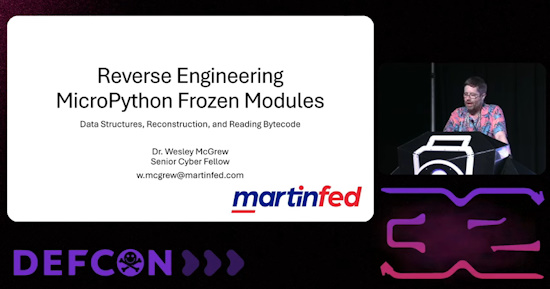 Reverse Engineering
MicroPython Frozen Modules
Data Structures, Reconstruction, and Reading Bytecode
Dr. Wesley McGrew
Senior Cyber Fellow
w.mcgrew@martinfed.com
martinfed
DEFCON